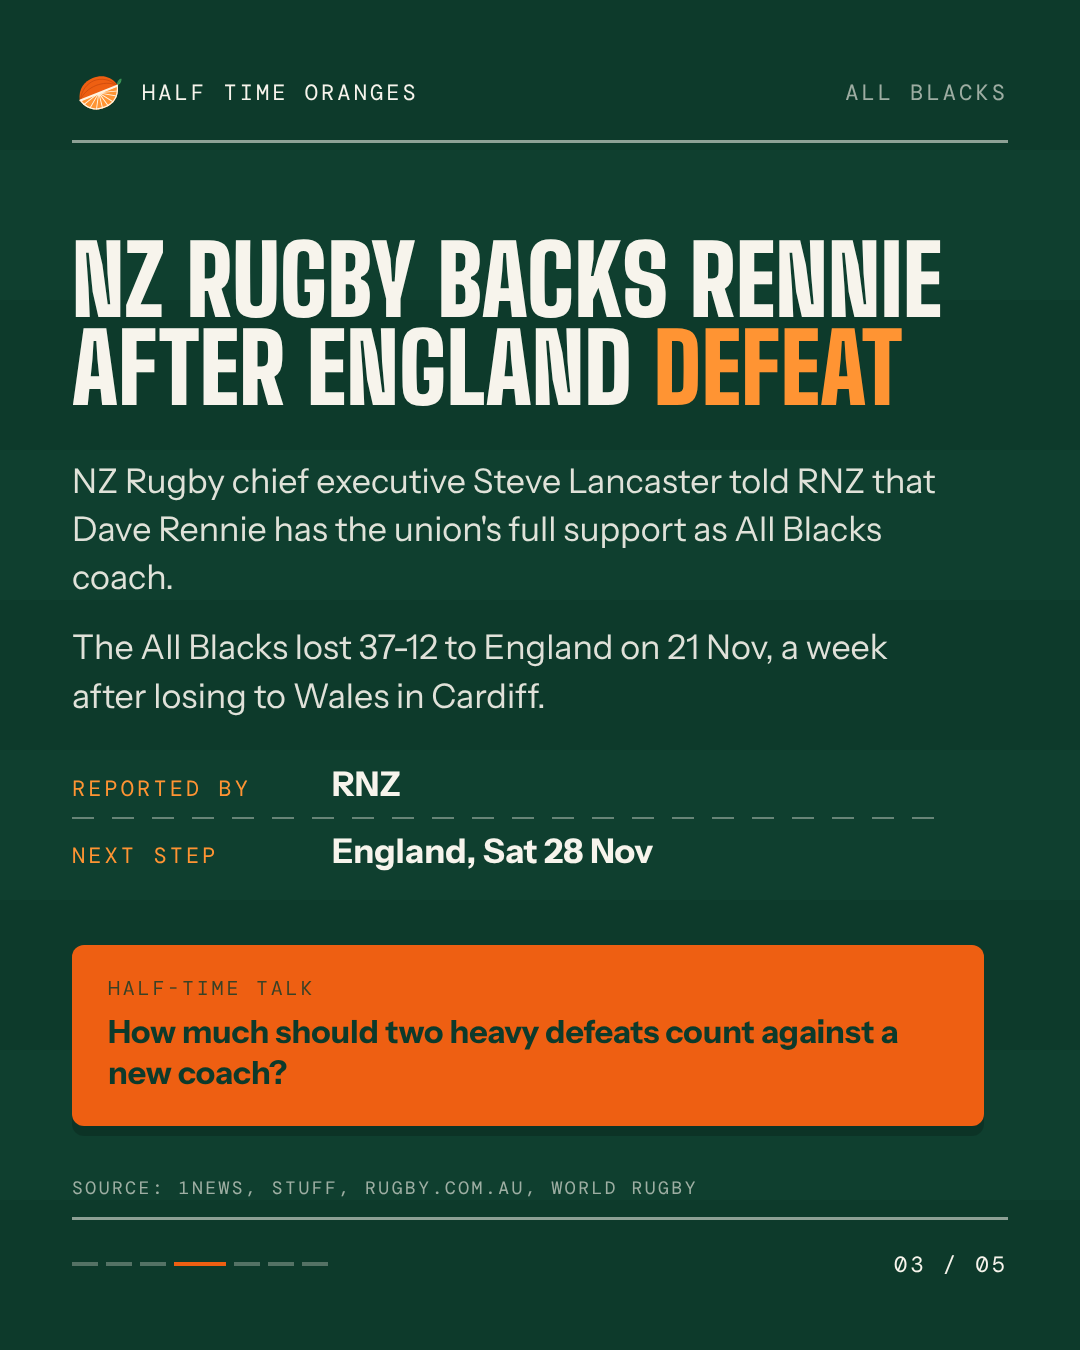 HALF TIME ORANGES
ALL BLACKS
NZ RUGBY BACKS RENNIE
AFTER ENGLAND DEFEAT
NZ Rugby chief executive Steve Lancaster told RNZ that
Dave Rennie has the union's full support as All Blacks
coach.
The All Blacks lost 37-12 to England on 21 Nov, a week
after losing to Wales in Cardiff.
REPORTED BY RNZ
NEXT STEP England, Sat 28 Nov
HALF-TIME TALK
How much should two heavy defeats count against a
new coach?
SOURCE: 1NEWS, STUFF, RUGBY.COM.AU, WORLD RUGBY
03 / 05